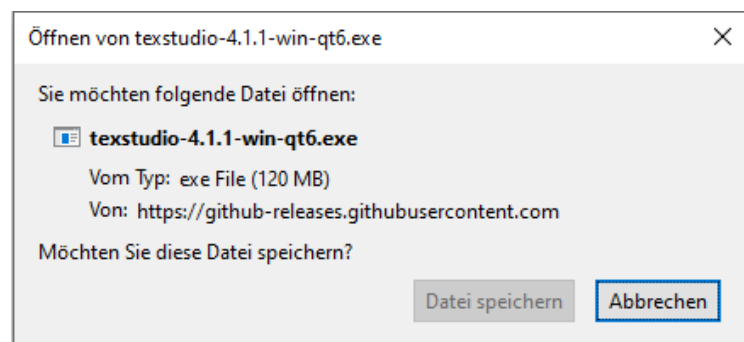 Öffnen von texstudio-4.1.1-win-qt6.exe
Sie möchten folgende Datei öffnen:
texstudio-4.1.1-win-qt6.exe
Vom Typ: exe File (120 MB)
Von: https://github-releases.githubusercontent.com
Möchten Sie diese Datei speichern?
Datei speichern Abbrechen